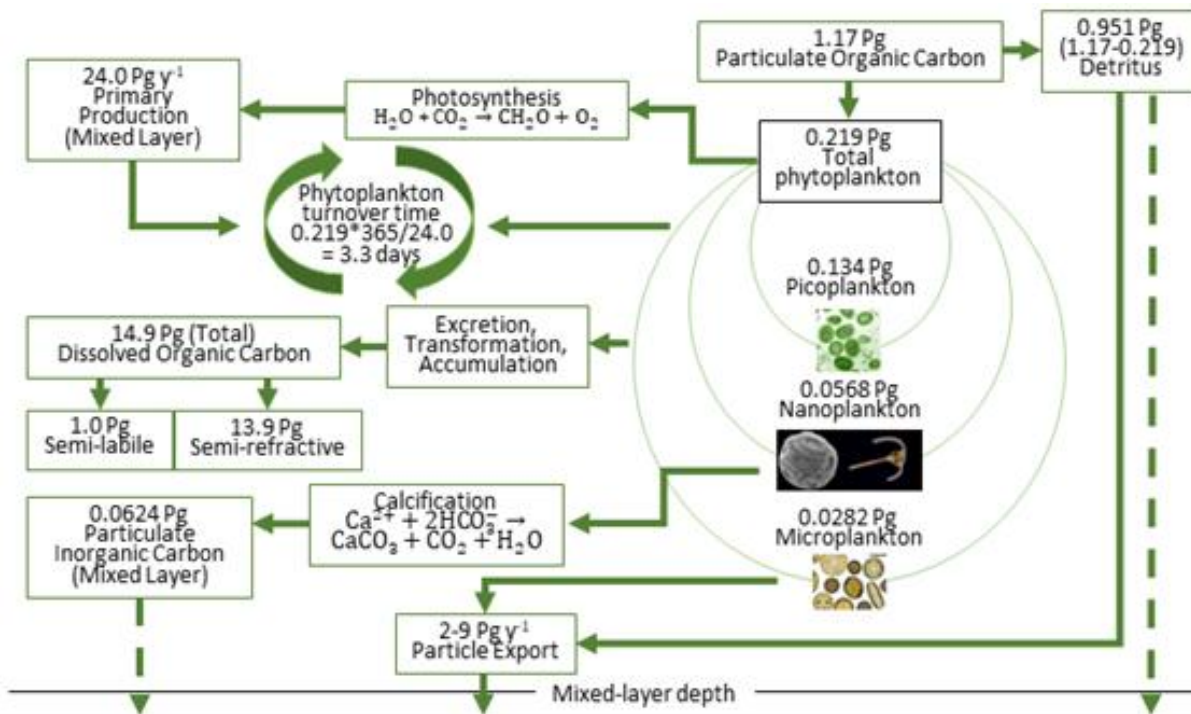 1.17 Pg
Particulate Organic Carbon
0.951 Pg
(1.17-0.219)
Detritus
24.0 Pg y⁻¹
Primary
Production
(Mixed Layer)
Photosynthesis
H₂O + CO₂ → CH₂O + O₂
0.219 Pg
Total
phytoplankton
Phytoplankton
turnover time
0.219*365/24.0
= 3.3 days
0.134 Pg
Picoplankton
14.9 Pg (Total)
Dissolved Organic Carbon
Excretion,
Transformation,
Accumulation
1.0 Pg
Semi-labile
13.9 Pg
Semi-refractive
0.0568 Pg
Nanoplankton
0.0624 Pg
Particulate
Inorganic Carbon
(Mixed Layer)
Calcification
Ca²⁺ + 2HCO₃⁻ →
CaCO₃ + CO₂ + H₂O
0.0282 Pg
Microplankton
2-9 Pg y⁻¹
Particle Export
Mixed-layer depth